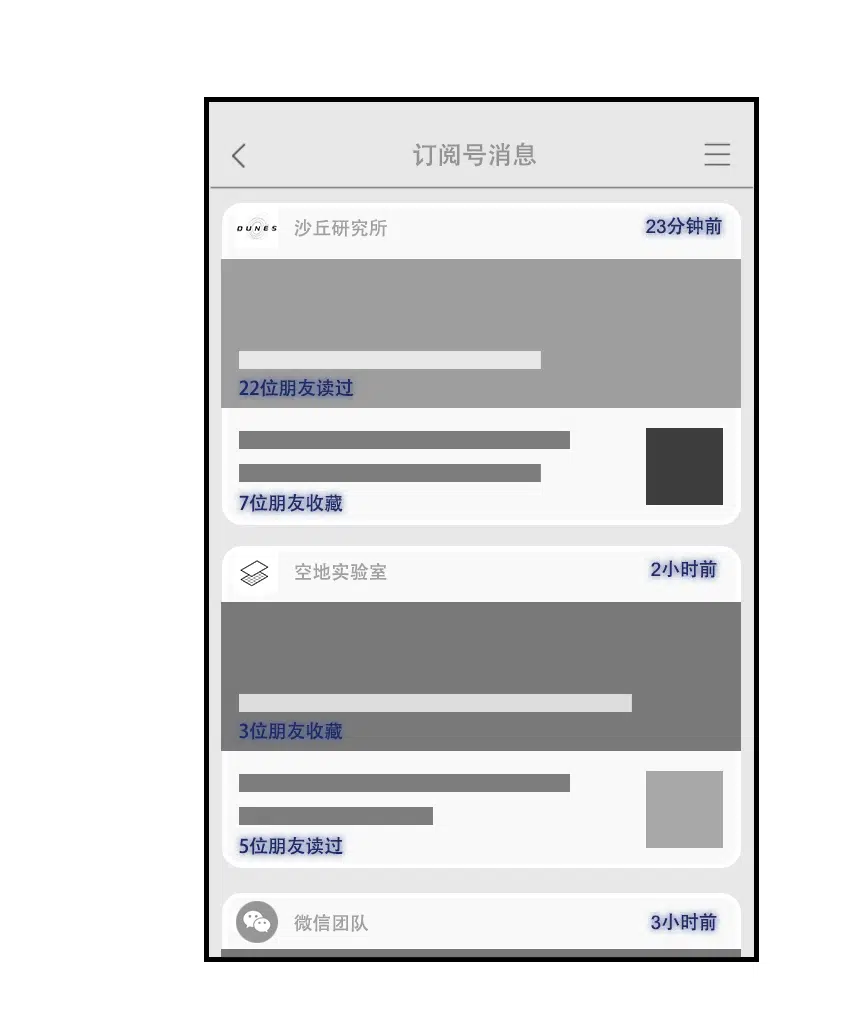 订阅号消息
DUNES 沙丘研究所 23分钟前
22位朋友读过
7位朋友收藏
空地实验室 2小时前
3位朋友收藏
5位朋友读过
微信团队 3小时前